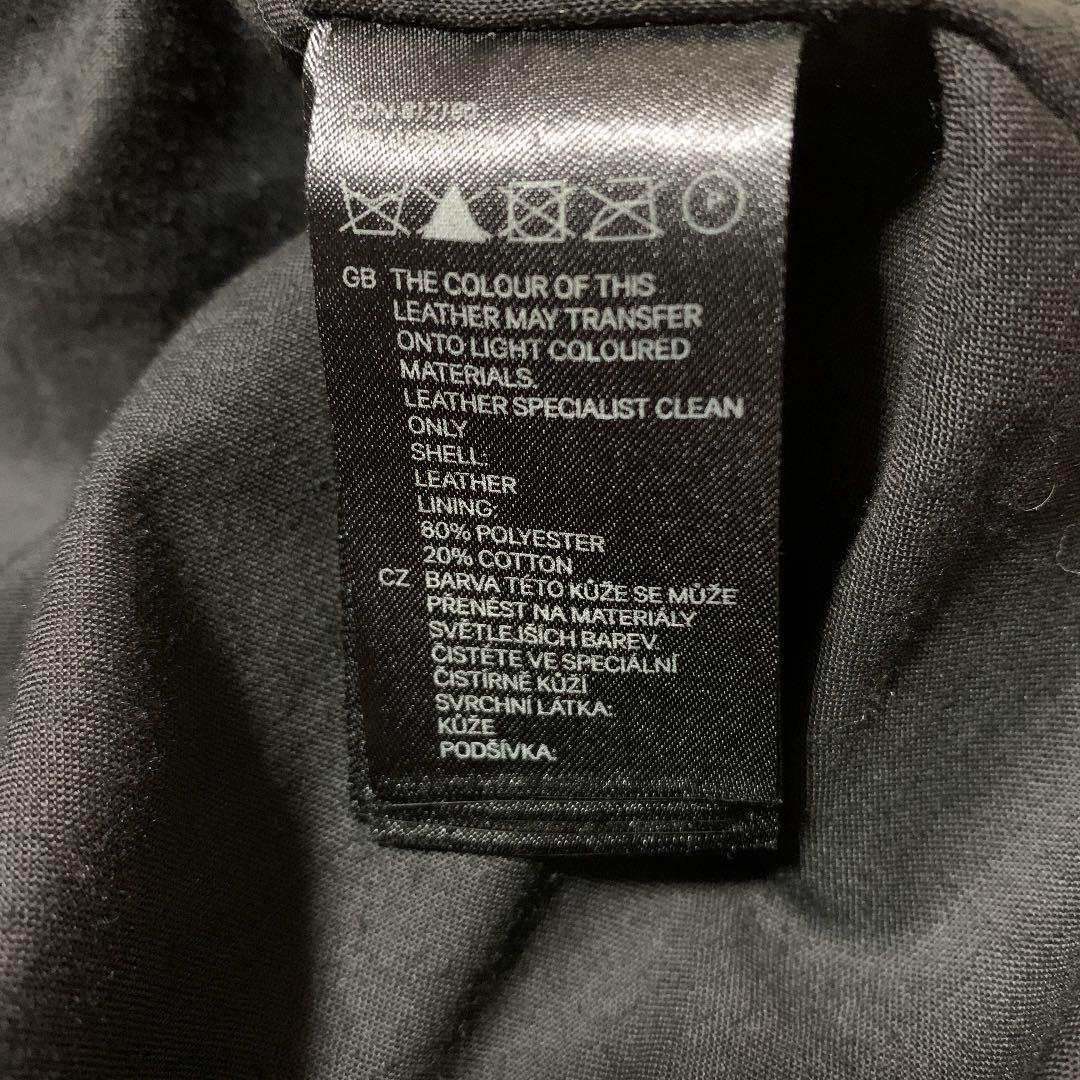 GB THE COLOUR OF THIS
LEATHER MAY TRANSFER
ONTO LIGHT COLOURED
MATERIALS.
LEATHER SPECIALIST CLEAN
ONLY
SHELL:
LEATHER
LINING:
80% POLYESTER
20% COTTON
CZ BARVA TÉTO KŮŽE SE MŮŽE
PŘENÉST NA MATERIÁLY
SVĚTLEJŠÍCH BAREV.
ČISTĚTE VE SPECIÁLNÍ
ČISTÍRNĚ KŮŽÍ
SVRCHNÍ LÁTKA:
KŮŽE
PODŠÍVKA: